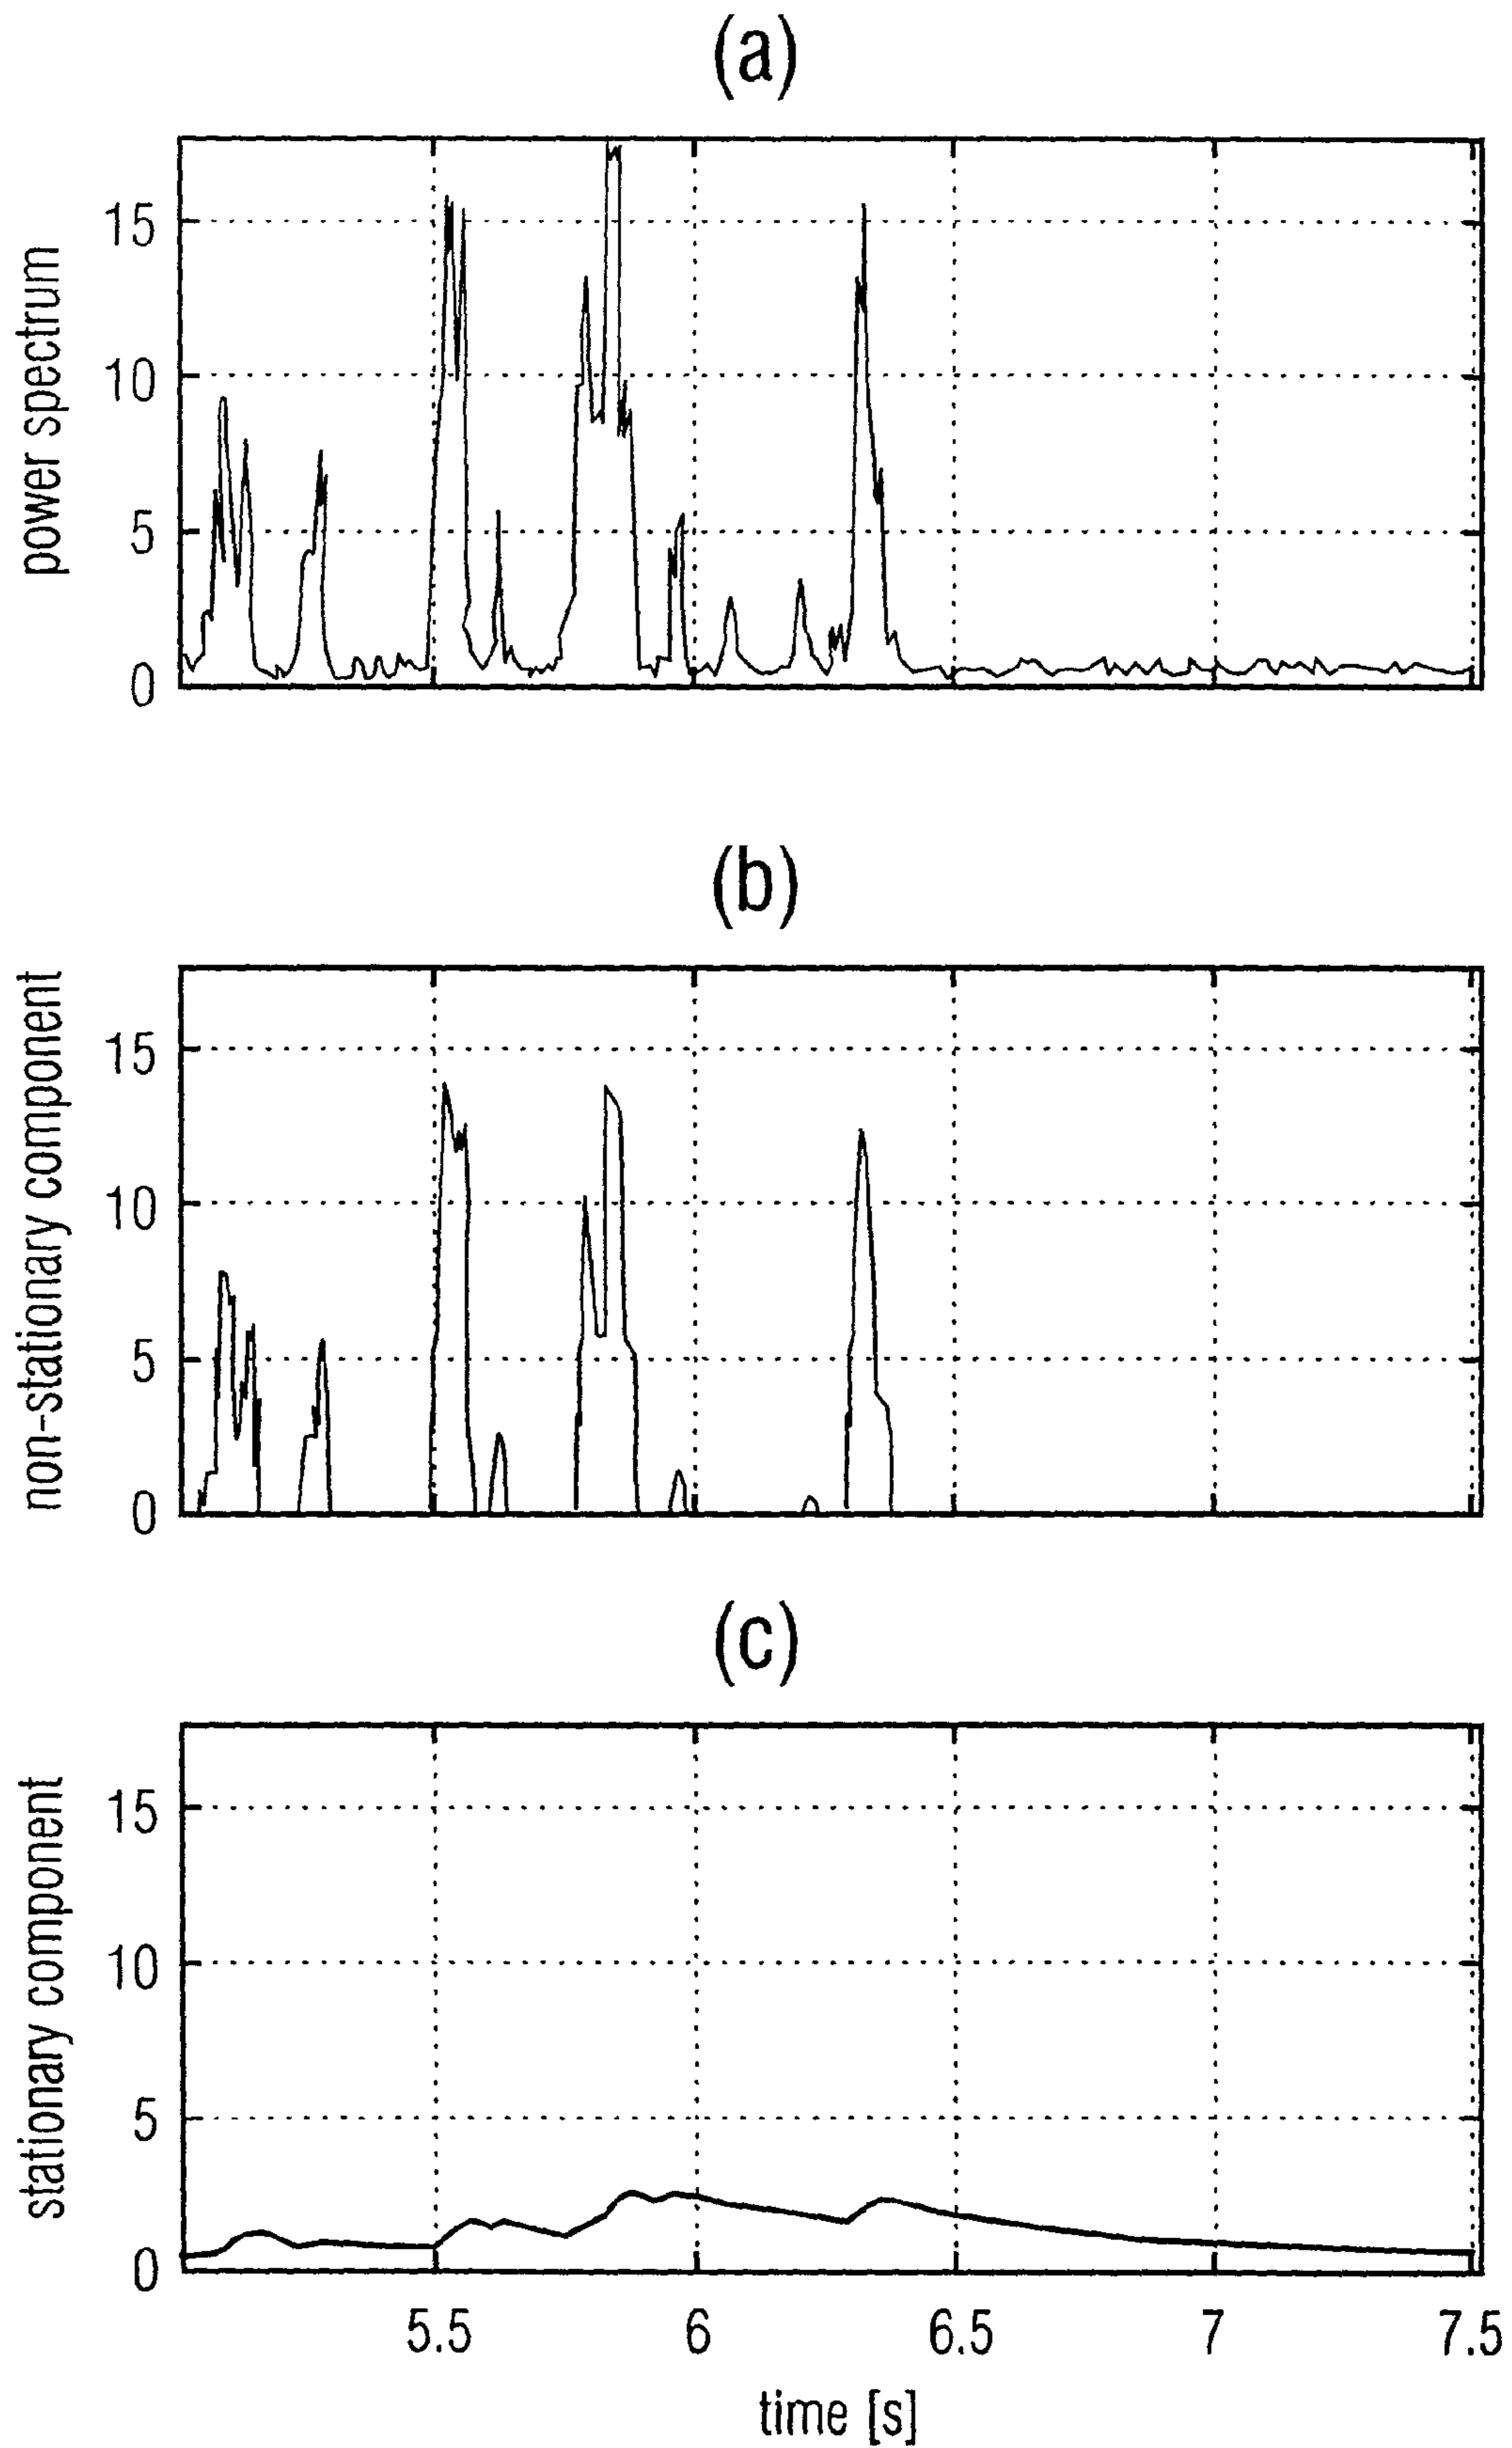 (a)
power spectrum
15
10
5
0
(b)
non-stationary component
15
10
5
0
(c)
stationary component
15
10
5
0
5.5 6 6.5 7 7.5
time [s]